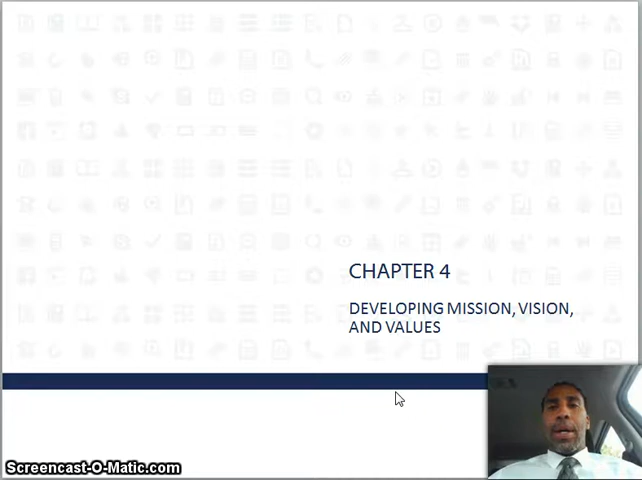 CHAPTER 4
DEVELOPING MISSION, VISION,
AND VALUES
Screencast-O-Matic.com